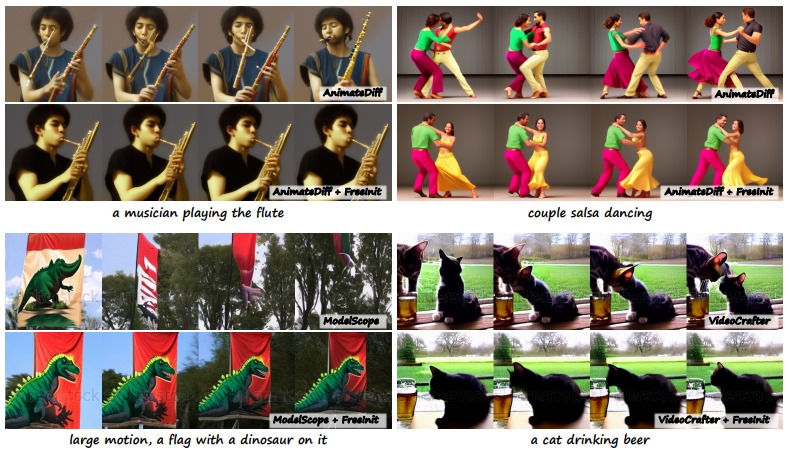 AnimateDiff
AnimateDiff
AnimateDiff + FreeInit
AnimateDiff + FreeInit
a musician playing the flute
couple salsa dancing
ModelScope
VideoCrafter
ModelScope + FreeInit
VideoCrafter + FreeInit
large motion, a flag with a dinosaur on it
a cat drinking beer